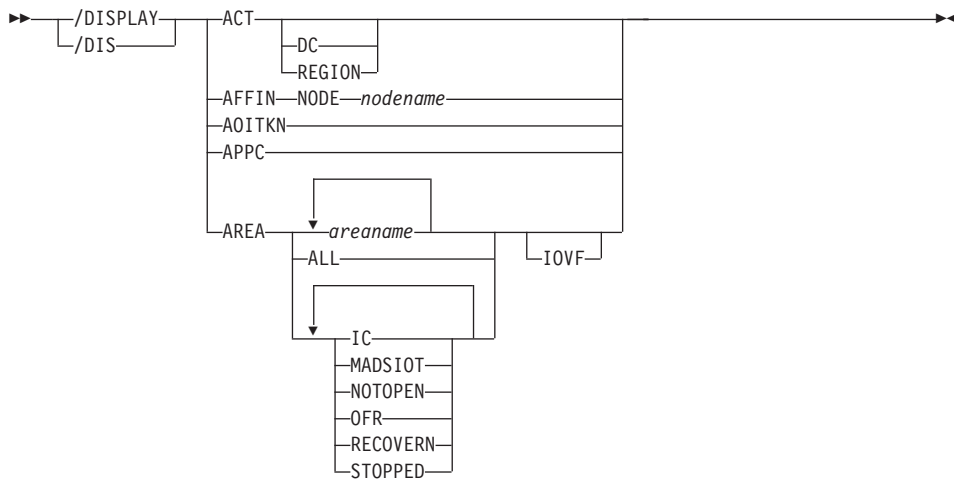 /DISPLAY ACT
/DIS DC
REGION
AFFIN NODE nodename
AOITKN
APPC
AREA areaname
ALL IOVF
IC
MADSIOT
NOTOPEN
OFR
RECOVERN
STOPPED